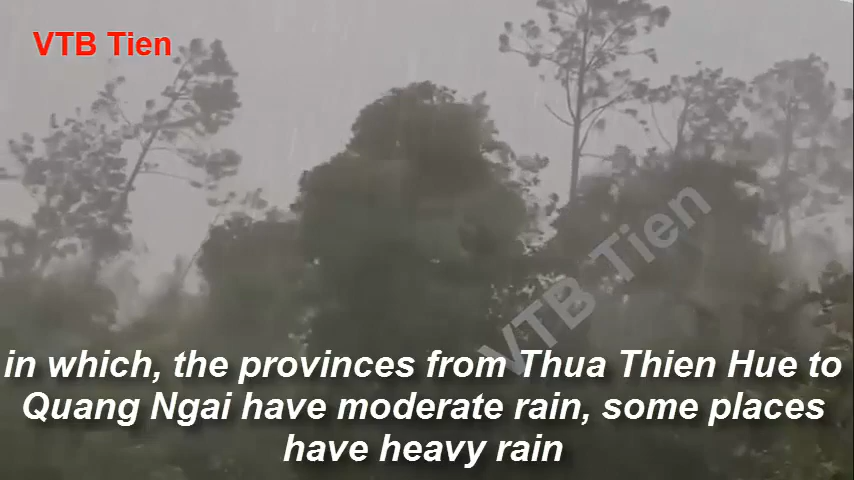 VTB Tien
VTB Tien
in which, the provinces from Thua Thien Hue to
Quang Ngai have moderate rain, some places
have heavy rain